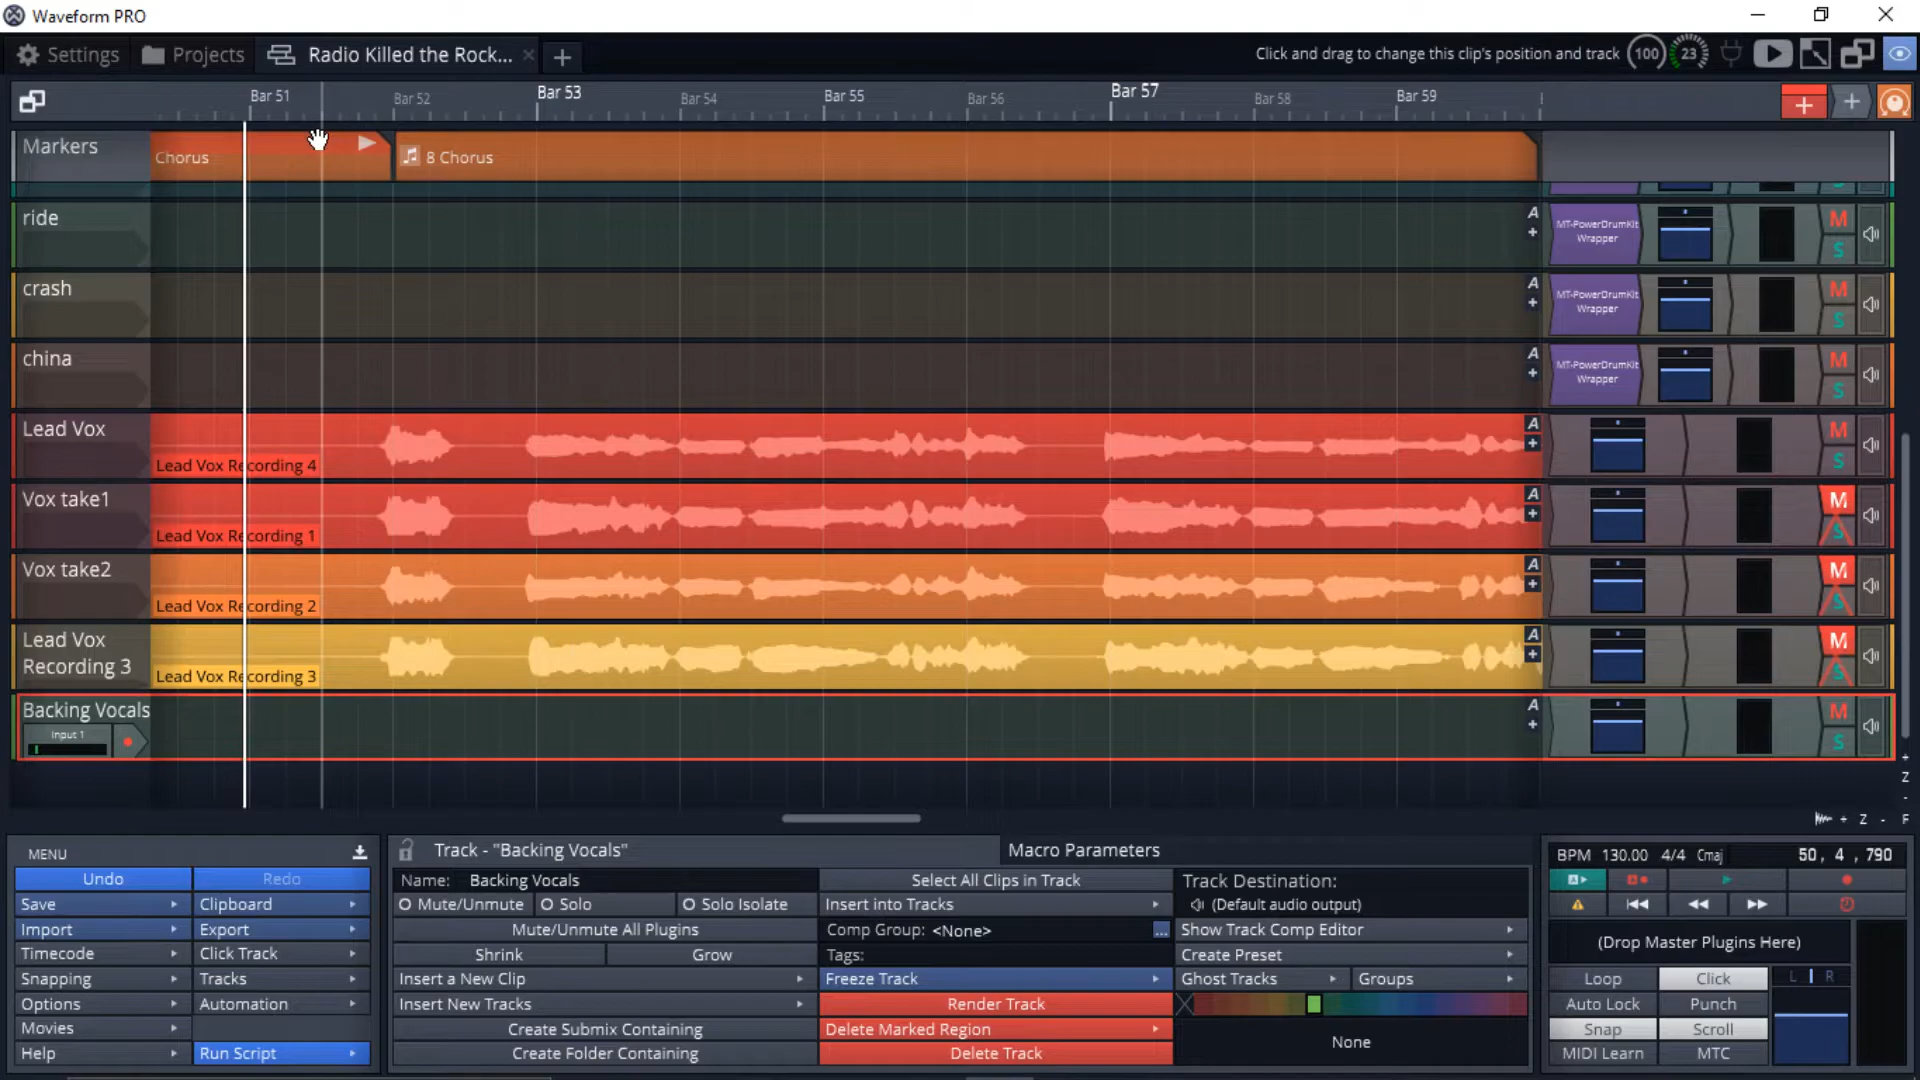 Waveform PRO
Settings
Projects
Radio Killed the Rock...
Click and drag to change this clip's position and track
100
23
Bar 51
Bar 52
Bar 53
Bar 54
Bar 55
Bar 56
Bar 57
Bar 58
Bar 59
Markers
Chorus
8 Chorus
ride
A
MT-PowerDrumKit Wrapper
M
S
crash
A
MT-PowerDrumKit Wrapper
M
S
china
A
MT-PowerDrumKit Wrapper
M
S
Lead Vox
Lead Vox Recording 4
A
M
S
Vox take1
Lead Vox Recording 1
A
M
S
Vox take2
Lead Vox Recording 2
A
M
S
Lead Vox
Recording 3
Lead Vox Recording 3
A
M
S
Backing Vocals
Input 1
A
M
S
+
Z
-
+ Z - F
MENU
Undo
Redo
Save
Clipboard
Import
Export
Timecode
Click Track
Snapping
Tracks
Options
Automation
Movies
Help
Run Script
Track - "Backing Vocals"
Macro Parameters
Name: Backing Vocals
Mute/Unmute
Solo
Solo Isolate
Mute/Unmute All Plugins
Shrink
Grow
Insert a New Clip
Insert New Tracks
Create Submix Containing
Create Folder Containing
Select All Clips in Track
Insert into Tracks
Comp Group: <None>
...
Tags:
Freeze Track
Render Track
Delete Marked Region
Delete Track
Track Destination:
(Default audio output)
Show Track Comp Editor
Create Preset
Ghost Tracks
Groups
None
BPM 130.00 4/4 Cmaj
50, 4, 790
(Drop Master Plugins Here)
Loop
Click
Auto Lock
Punch
Snap
Scroll
MIDI Learn
MTC
L
R